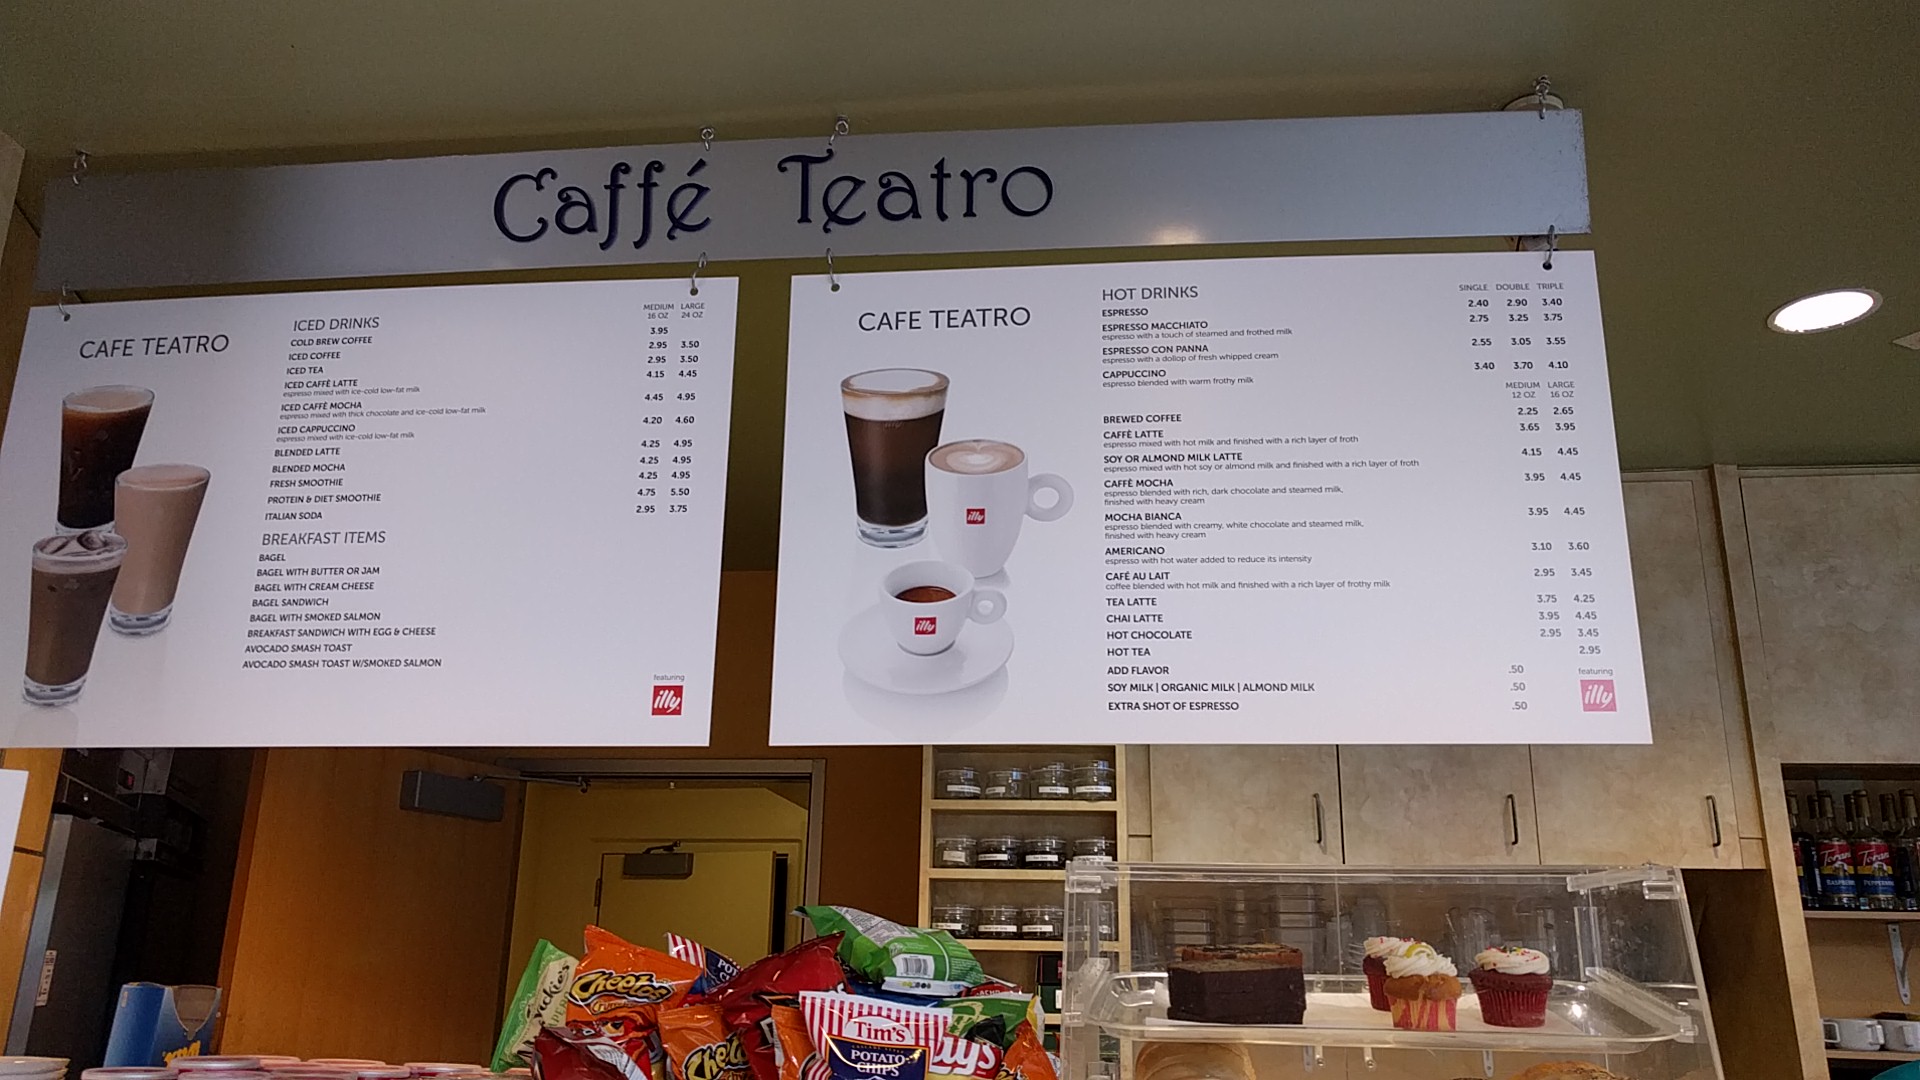 Caffé Teatro
CAFE TEATRO
ICED DRINKS
MEDIUM LARGE
16 OZ 24 OZ
COLD BREW COFFEE 3.95
ICED COFFEE 2.95 3.50
ICED TEA 2.95 3.50
ICED CAFFÈ LATTE 4.15 4.45
espresso mixed with ice-cold low-fat milk
ICED CAFFÈ MOCHA 4.45 4.95
espresso mixed with thick chocolate and ice-cold low-fat milk
ICED CAPPUCCINO 4.20 4.60
espresso mixed with ice-cold low-fat milk
BLENDED LATTE 4.25 4.95
BLENDED MOCHA 4.25 4.95
FRESH SMOOTHIE 4.25 4.95
PROTEIN & DIET SMOOTHIE 4.75 5.50
ITALIAN SODA 2.95 3.75
BREAKFAST ITEMS
BAGEL
BAGEL WITH BUTTER OR JAM
BAGEL WITH CREAM CHEESE
BAGEL SANDWICH
BAGEL WITH SMOKED SALMON
BREAKFAST SANDWICH WITH EGG & CHEESE
AVOCADO SMASH TOAST
AVOCADO SMASH TOAST W/SMOKED SALMON
featuring
illy
CAFE TEATRO
illy
illy
HOT DRINKS
SINGLE DOUBLE TRIPLE
ESPRESSO 2.40 2.90 3.40
ESPRESSO MACCHIATO 2.75 3.25 3.75
espresso with a touch of steamed and frothed milk
ESPRESSO CON PANNA 2.55 3.05 3.55
espresso with a dollop of fresh whipped cream
CAPPUCCINO 3.40 3.70 4.10
espresso blended with warm frothy milk
MEDIUM LARGE
12 OZ 16 OZ
BREWED COFFEE 2.25 2.65
CAFFÈ LATTE 3.65 3.95
espresso mixed with hot milk and finished with a rich layer of froth
SOY OR ALMOND MILK LATTE 4.15 4.45
espresso mixed with hot soy or almond milk and finished with a rich layer of froth
CAFFÈ MOCHA 3.95 4.45
espresso blended with rich, dark chocolate and steamed milk,
finished with heavy cream
MOCHA BIANCA 3.95 4.45
espresso blended with creamy, white chocolate and steamed milk,
finished with heavy cream
AMERICANO 3.10 3.60
espresso with hot water added to reduce its intensity
CAFÉ AU LAIT 2.95 3.45
coffee blended with hot milk and finished with a rich layer of frothy milk
TEA LATTE 3.75 4.25
CHAI LATTE 3.95 4.45
HOT CHOCOLATE 2.95 3.45
HOT TEA 2.95
ADD FLAVOR .50
SOY MILK | ORGANIC MILK | ALMOND MILK .50
EXTRA SHOT OF ESPRESSO .50
featuring
illy
Cheetos
Tim's
POTATO
CHIPS